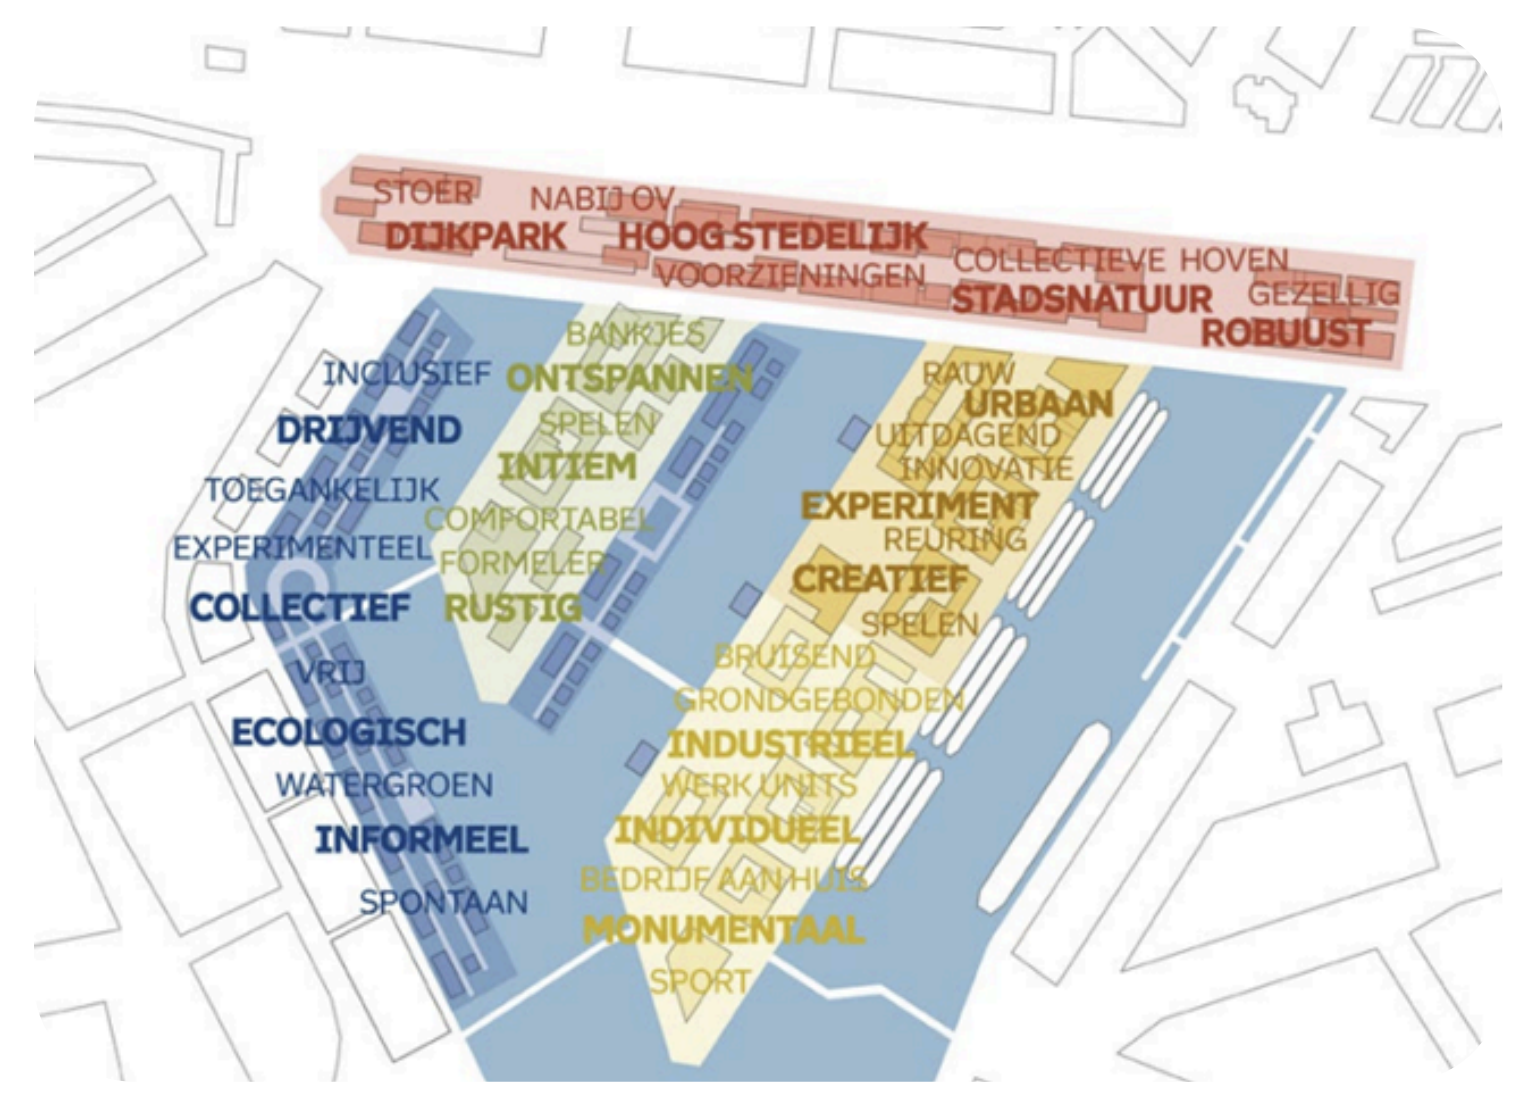 STOER
NABIJ OV
DIJKPARK
HOOG STEDELIJK
VOORZIENINGEN
COLLECTIEVE HOVEN
STADSNATUUR
GEZELLIG
ROBUUST
INCLUSIEF
DRIJVEND
TOEGANKELIJK
EXPERIMENTEEL
COLLECTIEF
VRIJ
ECOLOGISCH
WATERGROEN
INFORMEEL
SPONTAAN
BANKJES
ONTSPANNEN
SPELEN
INTIEM
COMFORTABEL
FORMELER
RUSTIG
RAUW
URBAAN
UITDAGEND
INNOVATIE
EXPERIMENT
REURING
CREATIEF
SPELEN
BRUISEND
GRONDGEBONDEN
INDUSTRIEEL
WERK UNITS
INDIVIDUEEL
BEDRIJF AAN HUIS
MONUMENTAAL
SPORT